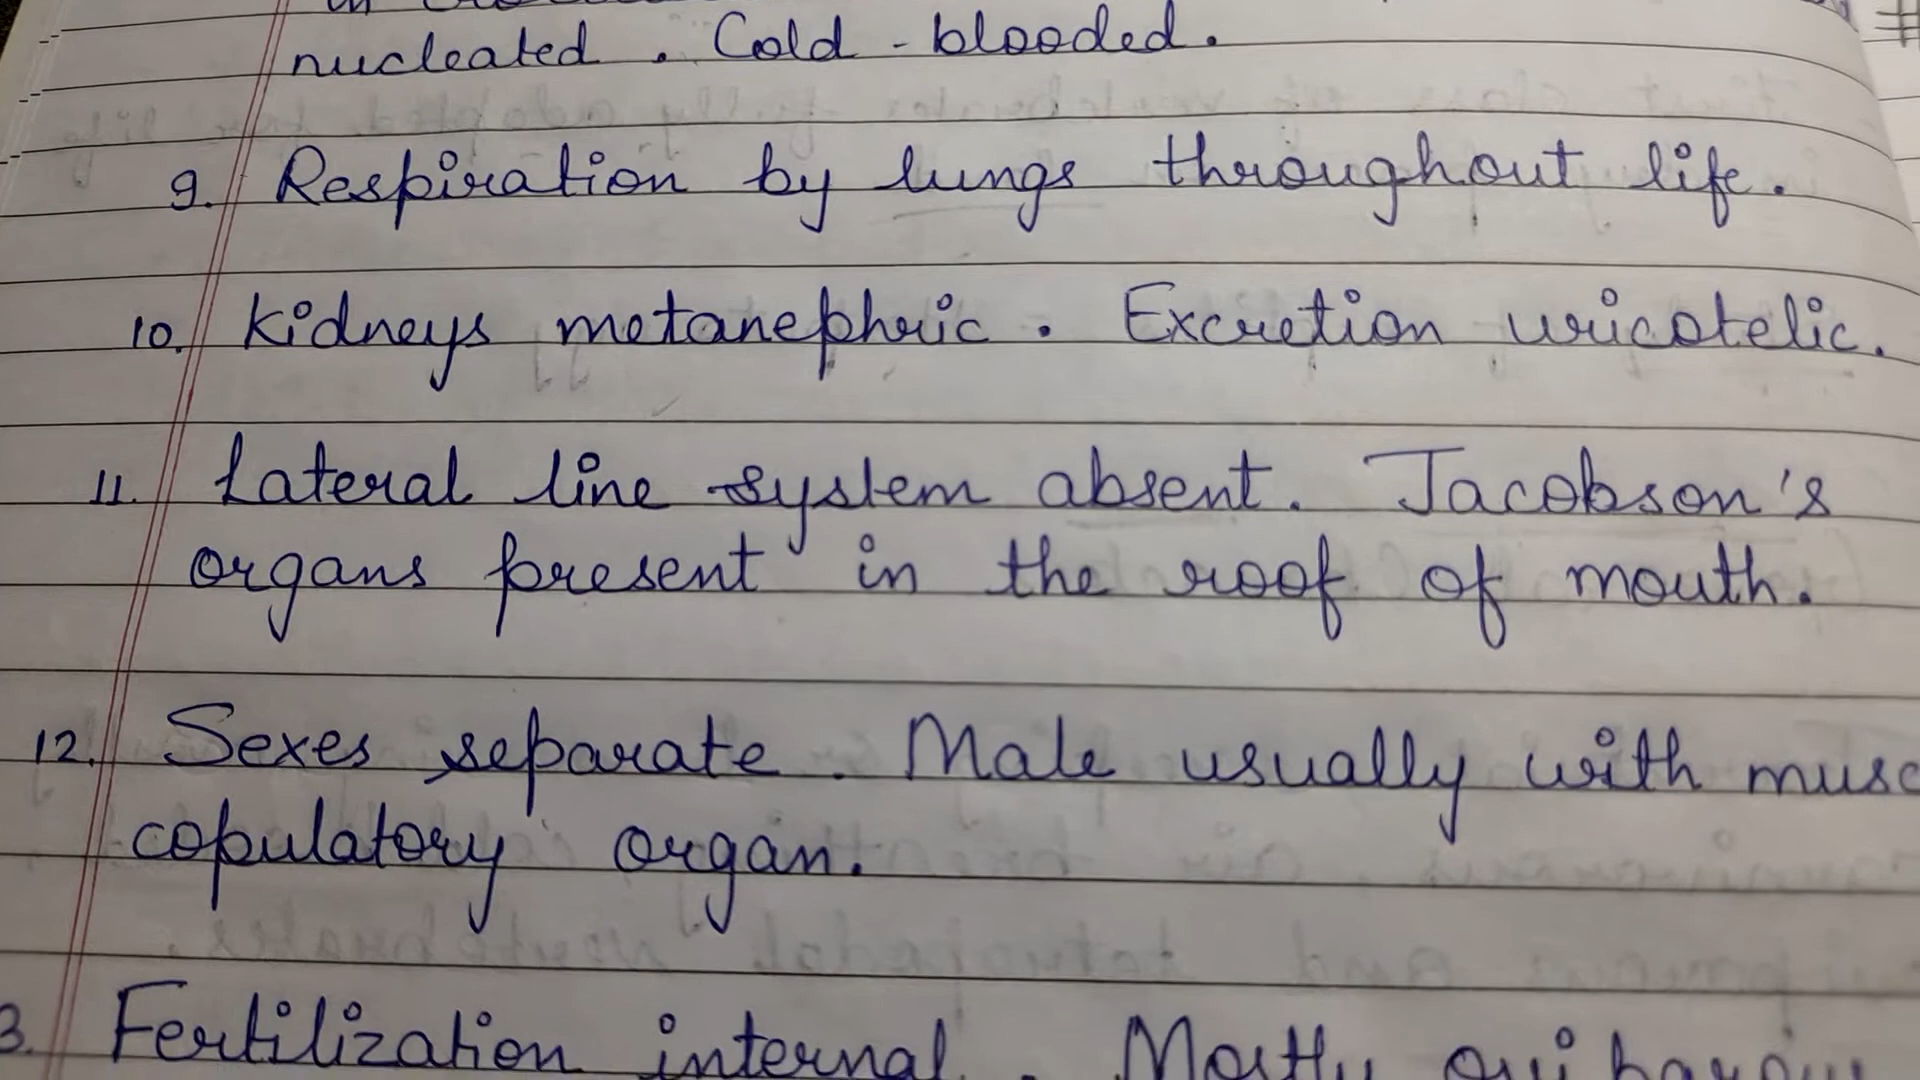 nucleated. Cold-blooded.
9. Respiration by lungs throughout life.
10. Kidneys metanephric. Excretion uricotelic.
11. Lateral line system absent. Jacobson's
organs present in the roof of mouth.
12. Sexes separate. Male usually with musc
copulatory organ.
3. Fertilization internal. Mostly